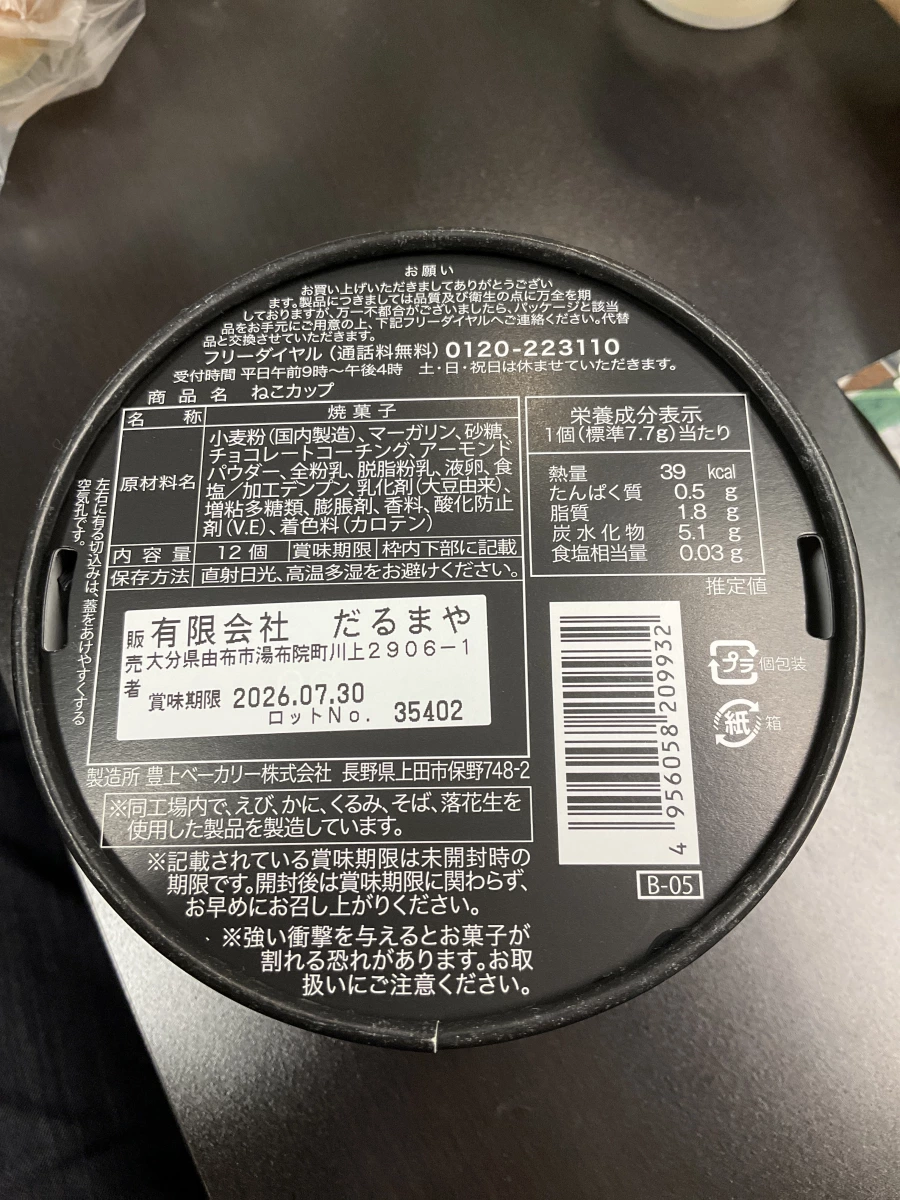 お願い
お買い上げいただきましてありがとうござい
ます。製品につきましては品質及び衛生の点に万全を期
しておりますが、万一不都合がございましたら、パッケージと該当
品をお手元にご用意の上、下記フリーダイヤルへご連絡ください。代替
品と交換させていただきます。
フリーダイヤル（通話料無料）0120-223110
受付時間 平日午前9時〜午後4時 土・日・祝日は休ませていただきます。
商品名 ねこカップ
名称 焼菓子
原材料名
小麦粉（国内製造）、マーガリン、砂糖、
チョコレートコーチング、アーモンド
パウダー、全粉乳、脱脂粉乳、液卵、食
塩／加工デンプン、乳化剤（大豆由来）、
増粘多糖類、膨脹剤、香料、酸化防止
剤（V.E）、着色料（カロテン）
内容量 12個 賞味期限 枠内下部に記載
保存方法 直射日光、高温多湿をお避けください。
販売者
有限会社 だるまや
大分県由布市湯布院町川上2906-1
賞味期限 2026.07.30
ロットNo. 35402
製造所 豊上ベーカリー株式会社 長野県上田市保野748-2
※同工場内で、えび、かに、くるみ、そば、落花生を
使用した製品を製造しています。
※記載されている賞味期限は未開封時の
期限です。開封後は賞味期限に関わらず、
お早めにお召し上がりください。
※強い衝撃を与えるとお菓子が
割れる恐れがあります。お取
扱いにご注意ください。
左右に有る切込みは、蓋をあけやすくする
空気孔です。
栄養成分表示
1個（標準7.7g）当たり
熱量 39 kcal
たんぱく質 0.5 g
脂質 1.8 g
炭水化物 5.1 g
食塩相当量 0.03 g
推定値
4 956058 209932
プラ 個包装
紙 箱
B-05